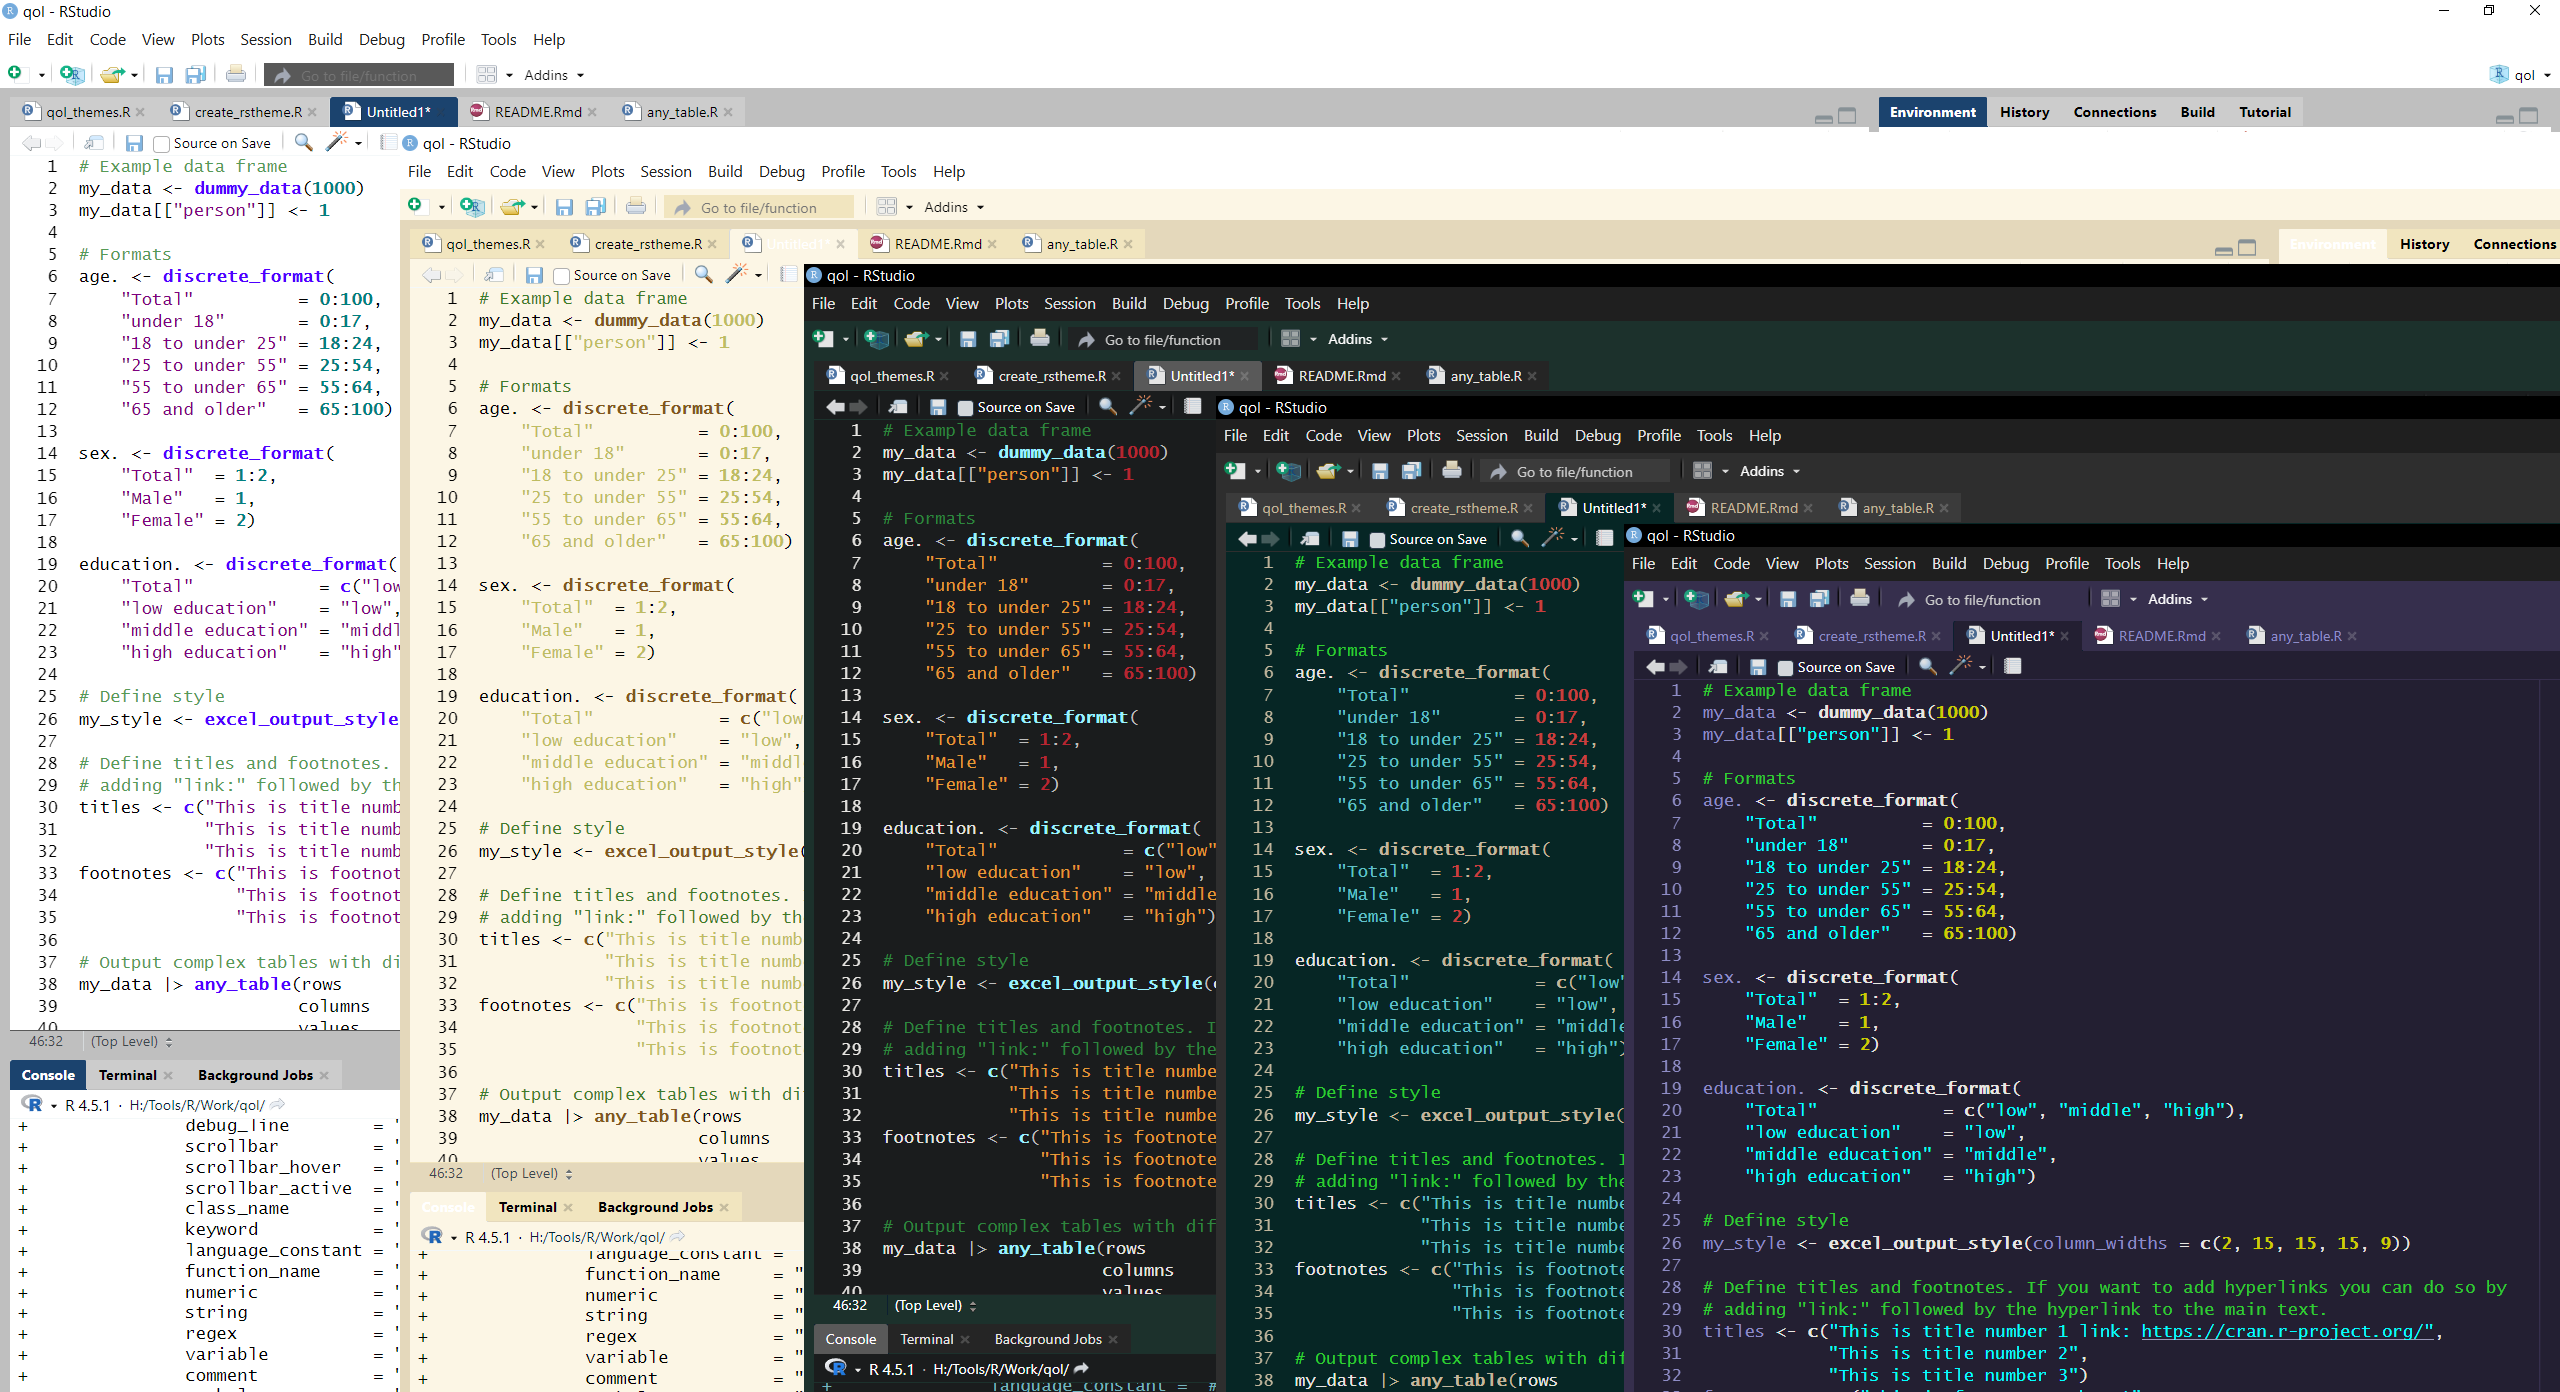 qol - RStudio
File Edit Code View Plots Session Build Debug Profile Tools Help
Go to file/function Addins qol
qol_themes.R create_rstheme.R Untitled1* README.Rmd any_table.R
Environment History Connections Build Tutorial
Source on Save
1 # Example data frame
2 my_data <- dummy_data(1000)
3 my_data[["person"]] <- 1
4
5 # Formats
6 age. <- discrete_format(
7 "Total" = 0:100,
8 "under 18" = 0:17,
9 "18 to under 25" = 18:24,
10 "25 to under 55" = 25:54,
11 "55 to under 65" = 55:64,
12 "65 and older" = 65:100)
13
14 sex. <- discrete_format(
15 "Total" = 1:2,
16 "Male" = 1,
17 "Female" = 2)
18
19 education. <- discrete_format(
20 "Total" = c("low
21 "low education" = "low",
22 "middle education" = "middl
23 "high education" = "high"
24
25 # Define style
26 my_style <- excel_output_style
27
28 # Define titles and footnotes.
29 # adding "link:" followed by th
30 titles <- c("This is title numb
31 "This is title numb
32 "This is title numb
33 footnotes <- c("This is footnot
34 "This is footnot
35 "This is footnot
36
37 # Output complex tables with di
38 my_data |> any_table(rows
39 columns
40 values
46:32 (Top Level)
Console Terminal Background Jobs
R 4.5.1 · H:/Tools/R/Work/qol/
+ debug_line = "
+ scrollbar = "
+ scrollbar_hover = "
+ scrollbar_active = "
+ class_name = "
+ keyword = "
+ language_constant = "
+ function_name = "
+ numeric = "
+ string = "
+ regex = "
+ variable = "
+ comment = "
qol - RStudio
File Edit Code View Plots Session Build Debug Profile Tools Help
Go to file/function Addins
qol_themes.R create_rstheme.R Untitled1* README.Rmd any_table.R
Environment History Connections
Source on Save
1 # Example data frame
2 my_data <- dummy_data(1000)
3 my_data[["person"]] <- 1
4
5 # Formats
6 age. <- discrete_format(
7 "Total" = 0:100,
8 "under 18" = 0:17,
9 "18 to under 25" = 18:24,
10 "25 to under 55" = 25:54,
11 "55 to under 65" = 55:64,
12 "65 and older" = 65:100)
13
14 sex. <- discrete_format(
15 "Total" = 1:2,
16 "Male" = 1,
17 "Female" = 2)
18
19 education. <- discrete_format(
20 "Total" = c("low
21 "low education" = "low",
22 "middle education" = "middl
23 "high education" = "high"
24
25 # Define style
26 my_style <- excel_output_style(
27
28 # Define titles and footnotes.
29 # adding "link:" followed by th
30 titles <- c("This is title numb
31 "This is title numb
32 "This is title numb
33 footnotes <- c("This is footnot
34 "This is footnot
35 "This is footnot
36
37 # Output complex tables with di
38 my_data |> any_table(rows
39 columns
40 values
46:32 (Top Level)
Console Terminal Background Jobs
R 4.5.1 · H:/Tools/R/Work/qol/
+ language_constant =
+ function_name = "
+ numeric = "
+ string = "
+ regex = "
+ variable = "
+ comment = "
qol - RStudio
File Edit Code View Plots Session Build Debug Profile Tools Help
Go to file/function Addins
qol_themes.R create_rstheme.R Untitled1* README.Rmd any_table.R
Source on Save
1 # Example data frame
2 my_data <- dummy_data(1000)
3 my_data[["person"]] <- 1
4
5 # Formats
6 age. <- discrete_format(
7 "Total" = 0:100,
8 "under 18" = 0:17,
9 "18 to under 25" = 18:24,
10 "25 to under 55" = 25:54,
11 "55 to under 65" = 55:64,
12 "65 and older" = 65:100)
13
14 sex. <- discrete_format(
15 "Total" = 1:2,
16 "Male" = 1,
17 "Female" = 2)
18
19 education. <- discrete_format(
20 "Total" = c("low"
21 "low education" = "low",
22 "middle education" = "middle
23 "high education" = "high")
24
25 # Define style
26 my_style <- excel_output_style(
27
28 # Define titles and footnotes. I
29 # adding "link:" followed by the
30 titles <- c("This is title numbe
31 "This is title numbe
32 "This is title numbe
33 footnotes <- c("This is footnote
34 "This is footnote
35 "This is footnote
36
37 # Output complex tables with dif
38 my_data |> any_table(rows
39 columns
40 values
46:32 (Top Level)
Console Terminal Background Jobs
R 4.5.1 · H:/Tools/R/Work/qol/
+ language_constant = #
qol - RStudio
File Edit Code View Plots Session Build Debug Profile Tools Help
Go to file/function Addins
qol_themes.R create_rstheme.R Untitled1* README.Rmd any_table.R
Source on Save
1 # Example data frame
2 my_data <- dummy_data(1000)
3 my_data[["person"]] <- 1
4
5 # Formats
6 age. <- discrete_format(
7 "Total" = 0:100,
8 "under 18" = 0:17,
9 "18 to under 25" = 18:24,
10 "25 to under 55" = 25:54,
11 "55 to under 65" = 55:64,
12 "65 and older" = 65:100)
13
14 sex. <- discrete_format(
15 "Total" = 1:2,
16 "Male" = 1,
17 "Female" = 2)
18
19 education. <- discrete_format(
20 "Total" = c("low"
21 "low education" = "low",
22 "middle education" = "middle
23 "high education" = "high")
24
25 # Define style
26 my_style <- excel_output_style(
27
28 # Define titles and footnotes. I
29 # adding "link:" followed by the
30 titles <- c("This is title numbe
31 "This is title numbe
32 "This is title numbe
33 footnotes <- c("This is footnote
34 "This is footnote
35 "This is footnote
36
37 # Output complex tables with dif
38 my_data |> any_table(rows
qol - RStudio
File Edit Code View Plots Session Build Debug Profile Tools Help
Go to file/function Addins
qol_themes.R create_rstheme.R Untitled1* README.Rmd any_table.R
Source on Save
1 # Example data frame
2 my_data <- dummy_data(1000)
3 my_data[["person"]] <- 1
4
5 # Formats
6 age. <- discrete_format(
7 "Total" = 0:100,
8 "under 18" = 0:17,
9 "18 to under 25" = 18:24,
10 "25 to under 55" = 25:54,
11 "55 to under 65" = 55:64,
12 "65 and older" = 65:100)
13
14 sex. <- discrete_format(
15 "Total" = 1:2,
16 "Male" = 1,
17 "Female" = 2)
18
19 education. <- discrete_format(
20 "Total" = c("low", "middle", "high"),
21 "low education" = "low",
22 "middle education" = "middle",
23 "high education" = "high")
24
25 # Define style
26 my_style <- excel_output_style(column_widths = c(2, 15, 15, 15, 9))
27
28 # Define titles and footnotes. If you want to add hyperlinks you can do so by
29 # adding "link:" followed by the hyperlink to the main text.
30 titles <- c("This is title number 1 link: https://cran.r-project.org/",
31 "This is title number 2",
32 "This is title number 3")